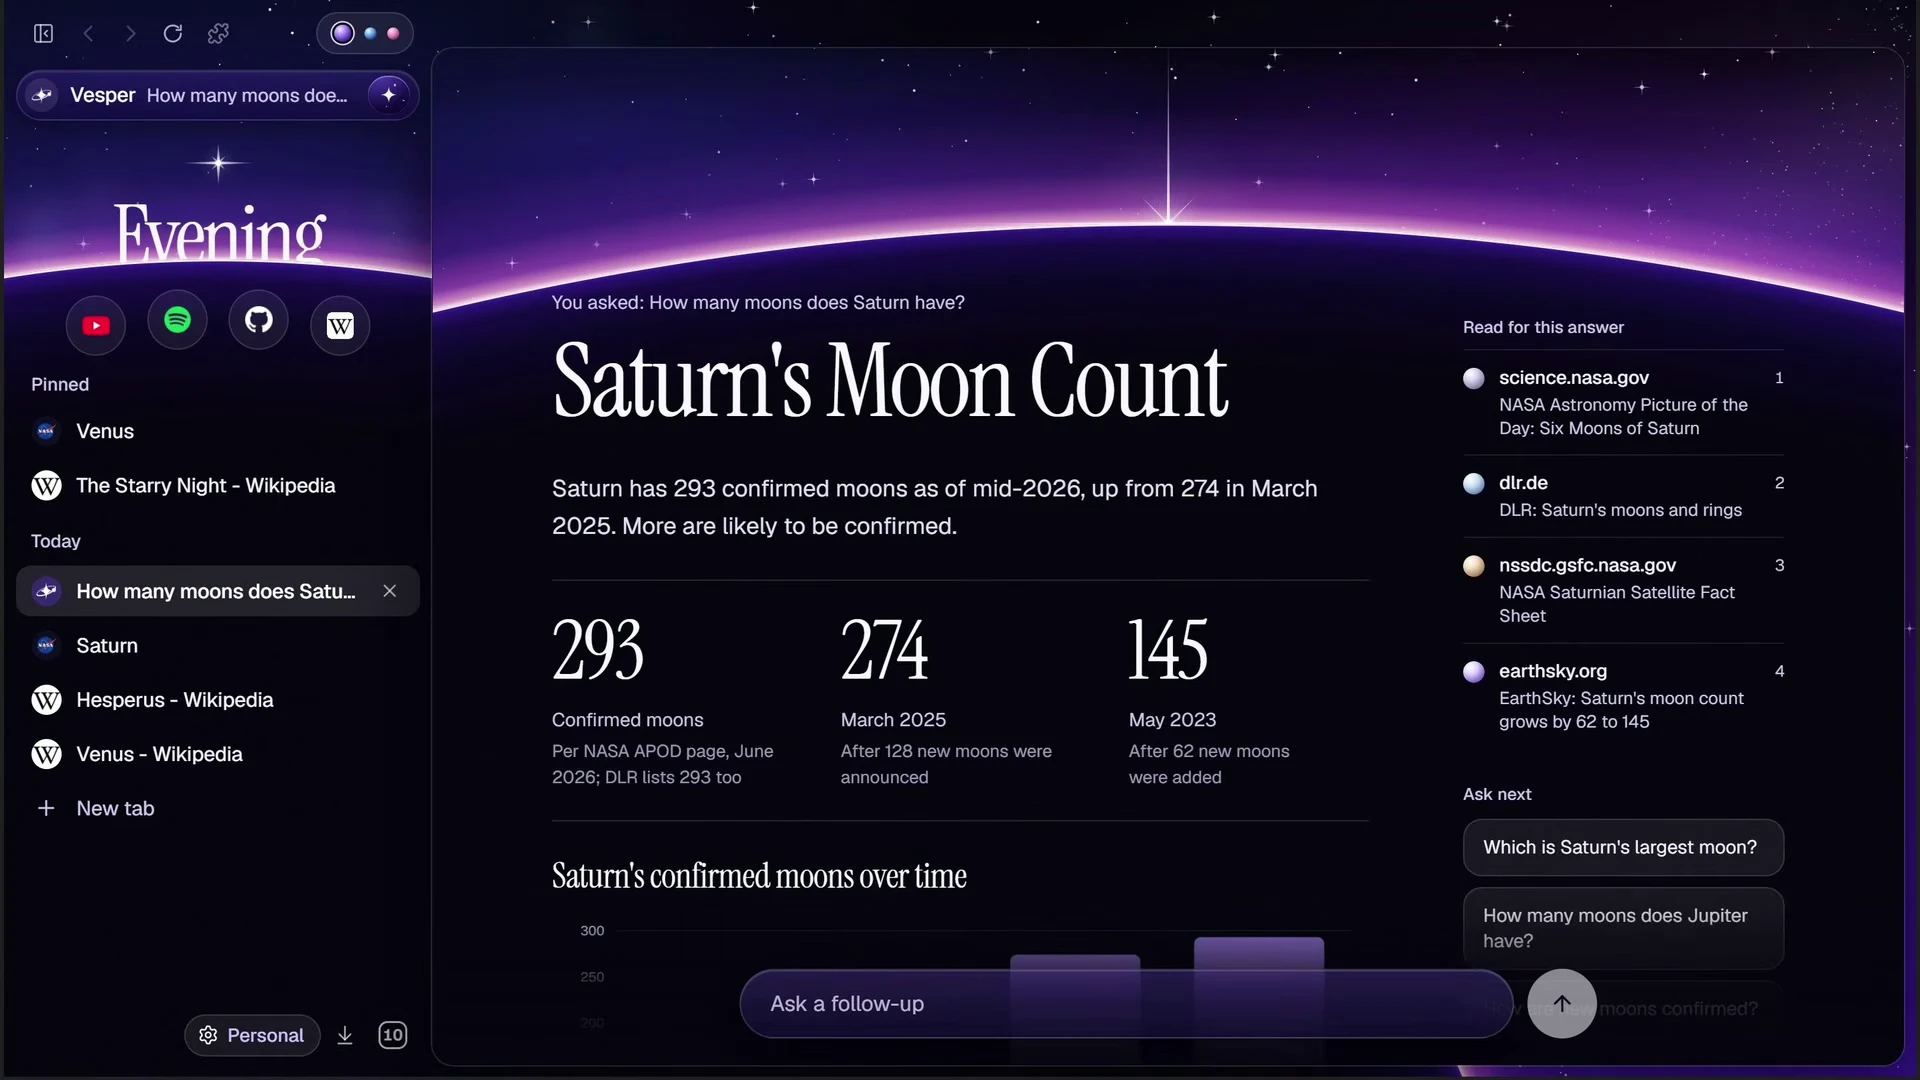 Vesper How many moons doe...
Evening
Pinned
Venus
The Starry Night - Wikipedia
Today
How many moons does Satu...
Saturn
Hesperus - Wikipedia
Venus - Wikipedia
New tab
Personal
10
You asked: How many moons does Saturn have?
Saturn's Moon Count
Saturn has 293 confirmed moons as of mid-2026, up from 274 in March
2025. More are likely to be confirmed.
293
Confirmed moons
Per NASA APOD page, June
2026; DLR lists 293 too
274
March 2025
After 128 new moons were
announced
145
May 2023
After 62 new moons
were added
Saturn's confirmed moons over time
300
250
200
Ask a follow-up
Read for this answer
science.nasa.gov 1
NASA Astronomy Picture of the
Day: Six Moons of Saturn
dlr.de 2
DLR: Saturn's moons and rings
nssdc.gsfc.nasa.gov 3
NASA Saturnian Satellite Fact
Sheet
earthsky.org 4
EarthSky: Saturn's moon count
grows by 62 to 145
Ask next
Which is Saturn's largest moon?
How many moons does Jupiter
have?
moons confirmed?